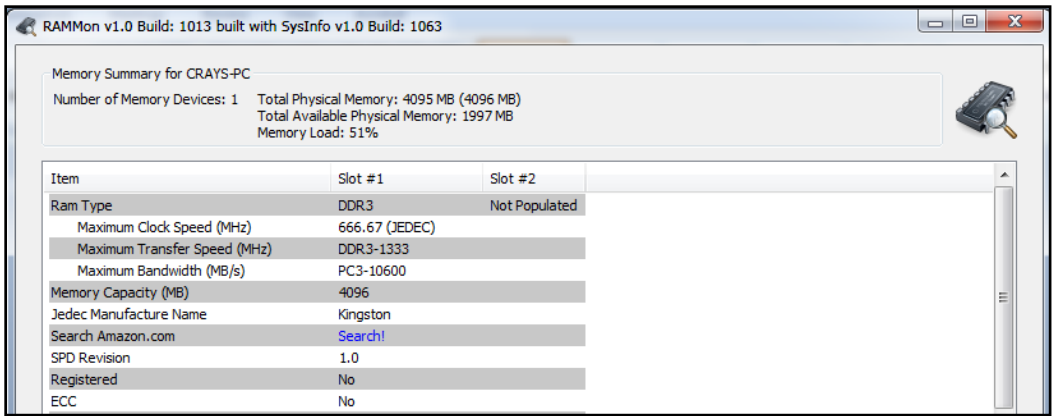 RAMMon v1.0 Build: 1013 built with SysInfo v1.0 Build: 1063
Memory Summary for CRAYS-PC
Number of Memory Devices: 1 Total Physical Memory: 4095 MB (4096 MB)
Total Available Physical Memory: 1997 MB
Memory Load: 51%
Item Slot #1 Slot #2
Ram Type DDR3 Not Populated
Maximum Clock Speed (MHz) 666.67 (JEDEC)
Maximum Transfer Speed (MHz) DDR3-1333
Maximum Bandwidth (MB/s) PC3-10600
Memory Capacity (MB) 4096
Jedec Manufacture Name Kingston
Search Amazon.com Search!
SPD Revision 1.0
Registered No
ECC No